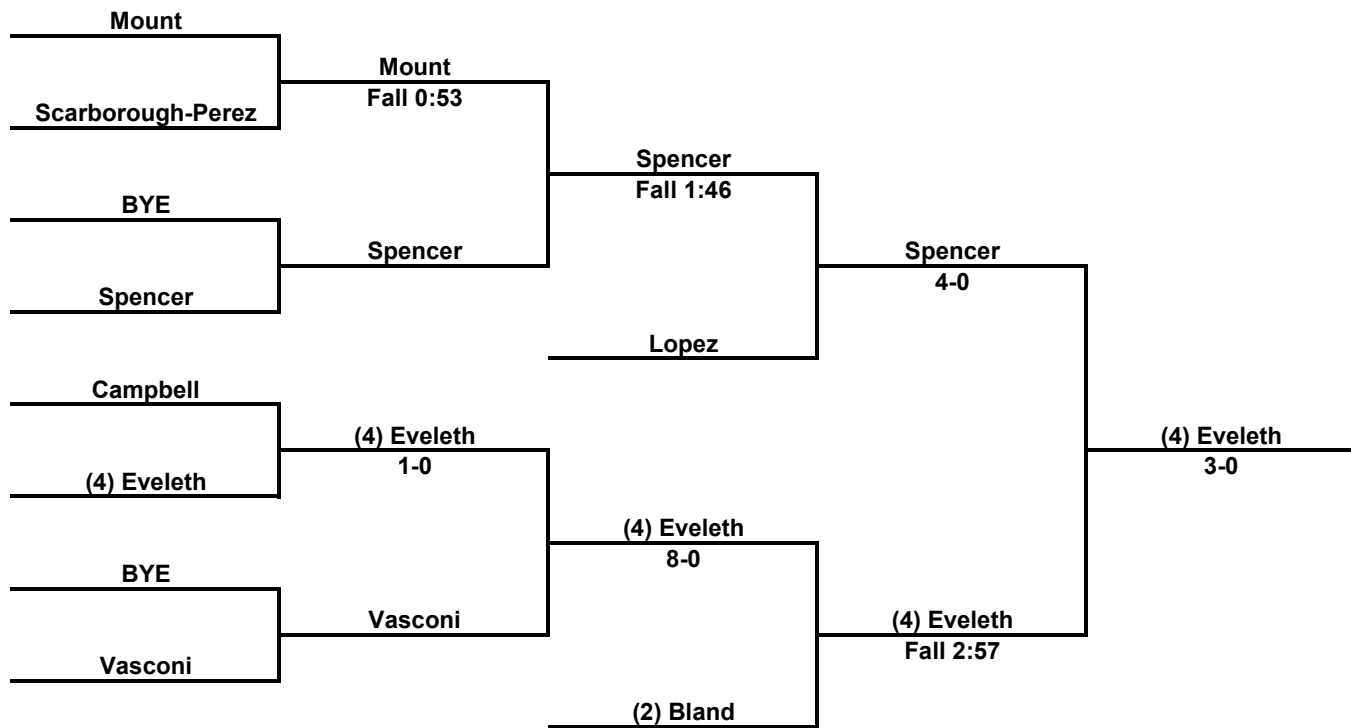 Mount
Mount
Fall 0:53
Scarborough-Perez
Spencer
Fall 1:46
BYE
Spencer
Spencer
4-0
Spencer
Lopez
Campbell
(4) Eveleth
1-0
(4) Eveleth
3-0
(4) Eveleth
(4) Eveleth
8-0
BYE
Vasconi
(4) Eveleth
Fall 2:57
Vasconi
(2) Bland